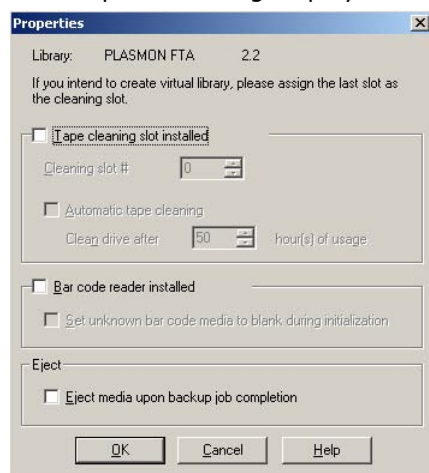 Properties
Library: PLASMON FTA 2.2
If you intend to create virtual library, please assign the last slot as
the cleaning slot.
Tape cleaning slot installed
Cleaning slot # 0
Automatic tape cleaning
Clean drive after 50 hour(s) of usage
Bar code reader installed
Set unknown bar code media to blank during initialization
Eject
Eject media upon backup job completion
OK Cancel Help